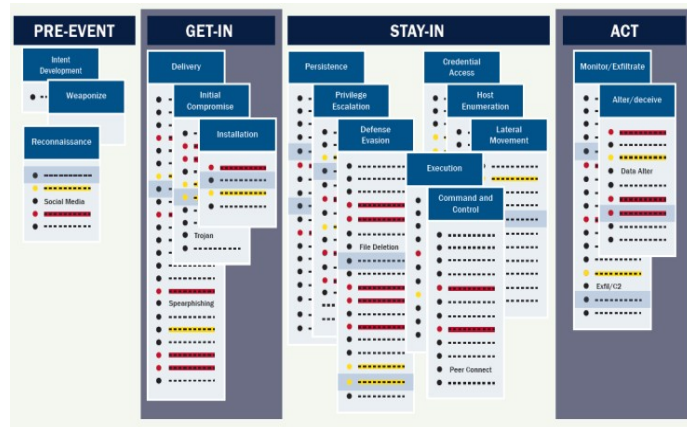 PRE-EVENT
GET-IN
STAY-IN
ACT
Intent
Development
Weaponize
Reconnaissance
Social Media
Delivery
Initial
Compromise
Installation
Trojan
Spearphishing
Persistence
Privilege
Escalation
Defense
Evasion
File Deletion
Credential
Access
Host
Enumeration
Lateral
Movement
Execution
Command and
Control
Peer Connect
Monitor/Exfiltrate
Alter/deceive
Data Alter
Exfil/C2